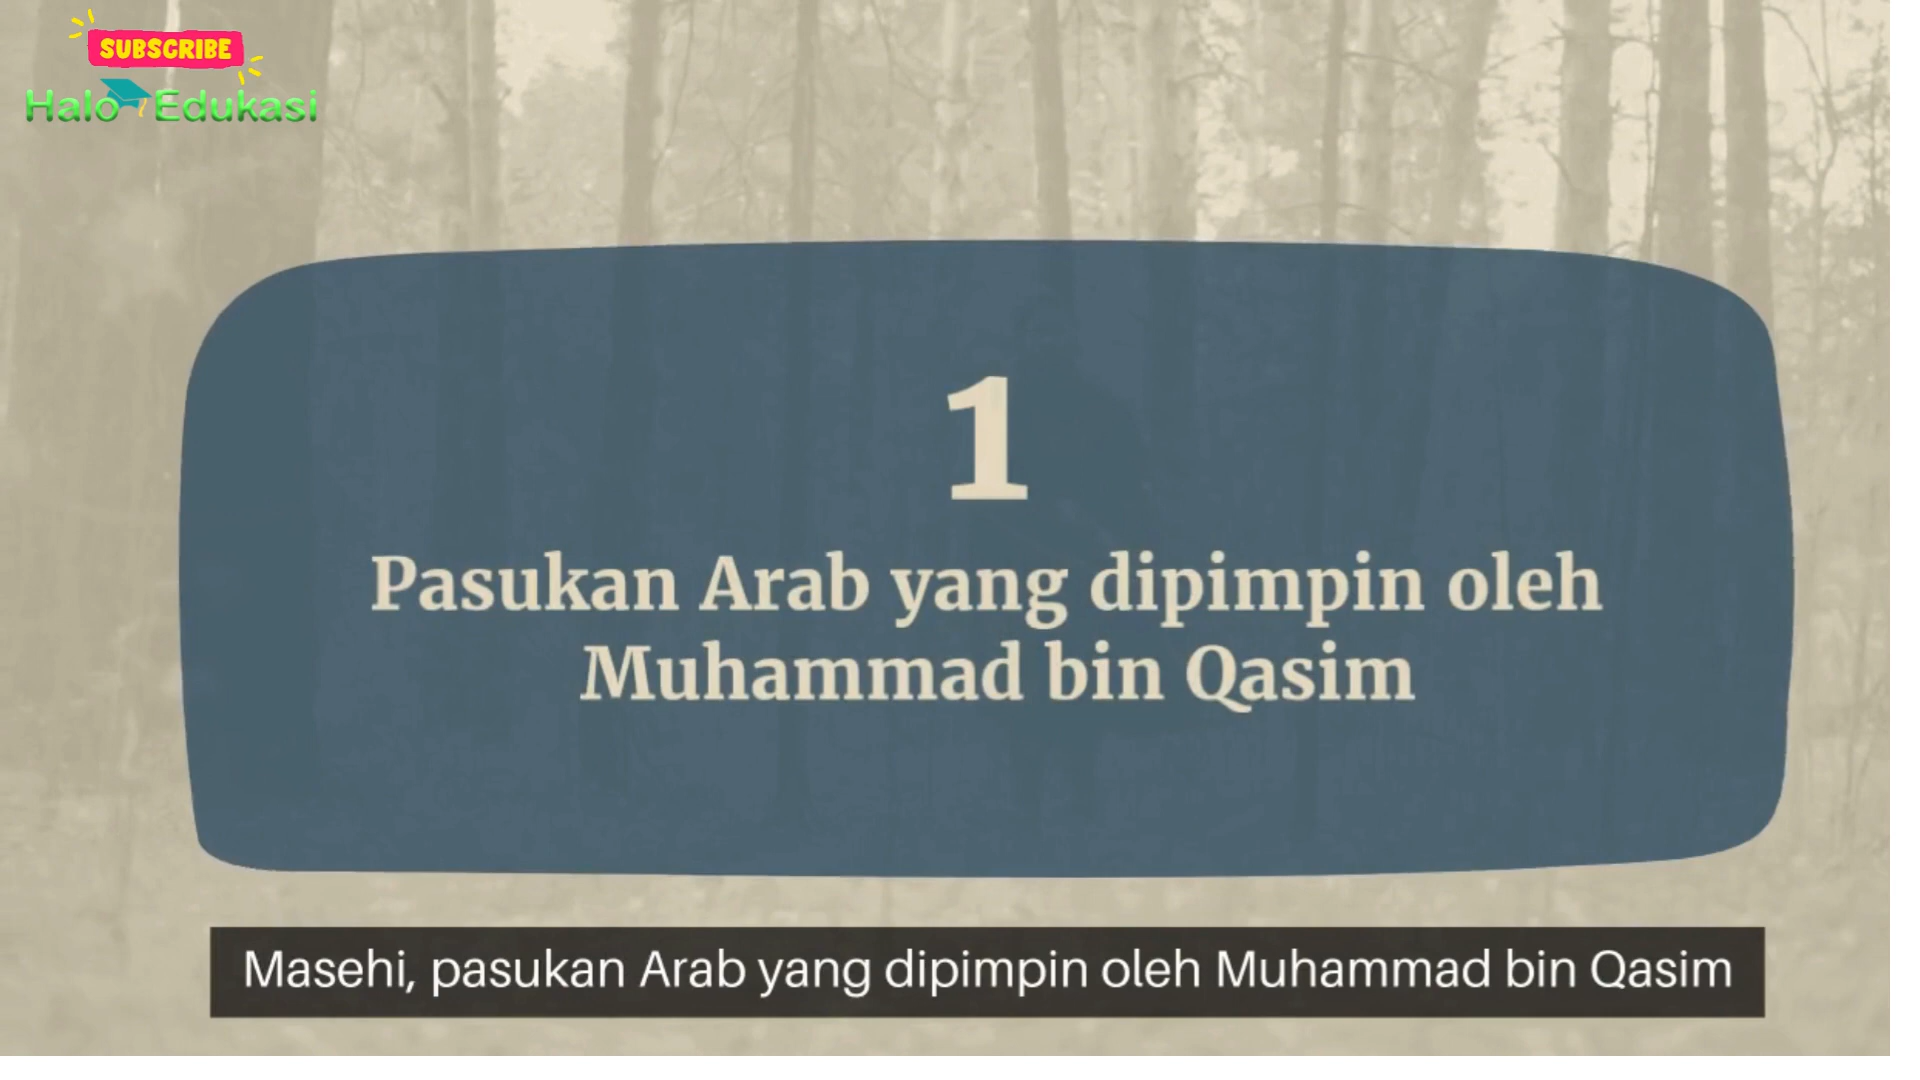 SUBSCRIBE
Halo Edukasi
1
Pasukan Arab yang dipimpin oleh
Muhammad bin Qasim
Masehi, pasukan Arab yang dipimpin oleh Muhammad bin Qasim